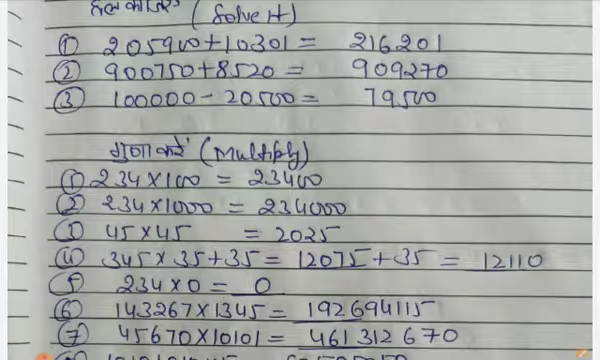 (Solve It)
① 205900+10301 = 216201
② 900750+8520 = 909270
③ 100000-20500 = 79500
गुणा करें (Multiply)
① 234×100 = 23400
② 234×1000 = 234000
③ 45×45 = 2025
④ 345×35+35 = 12075+35 = 12110
⑤ 234×0 = 0
⑥ 143267×1345 = 192694115
⑦ 45670×10101 = 461312670